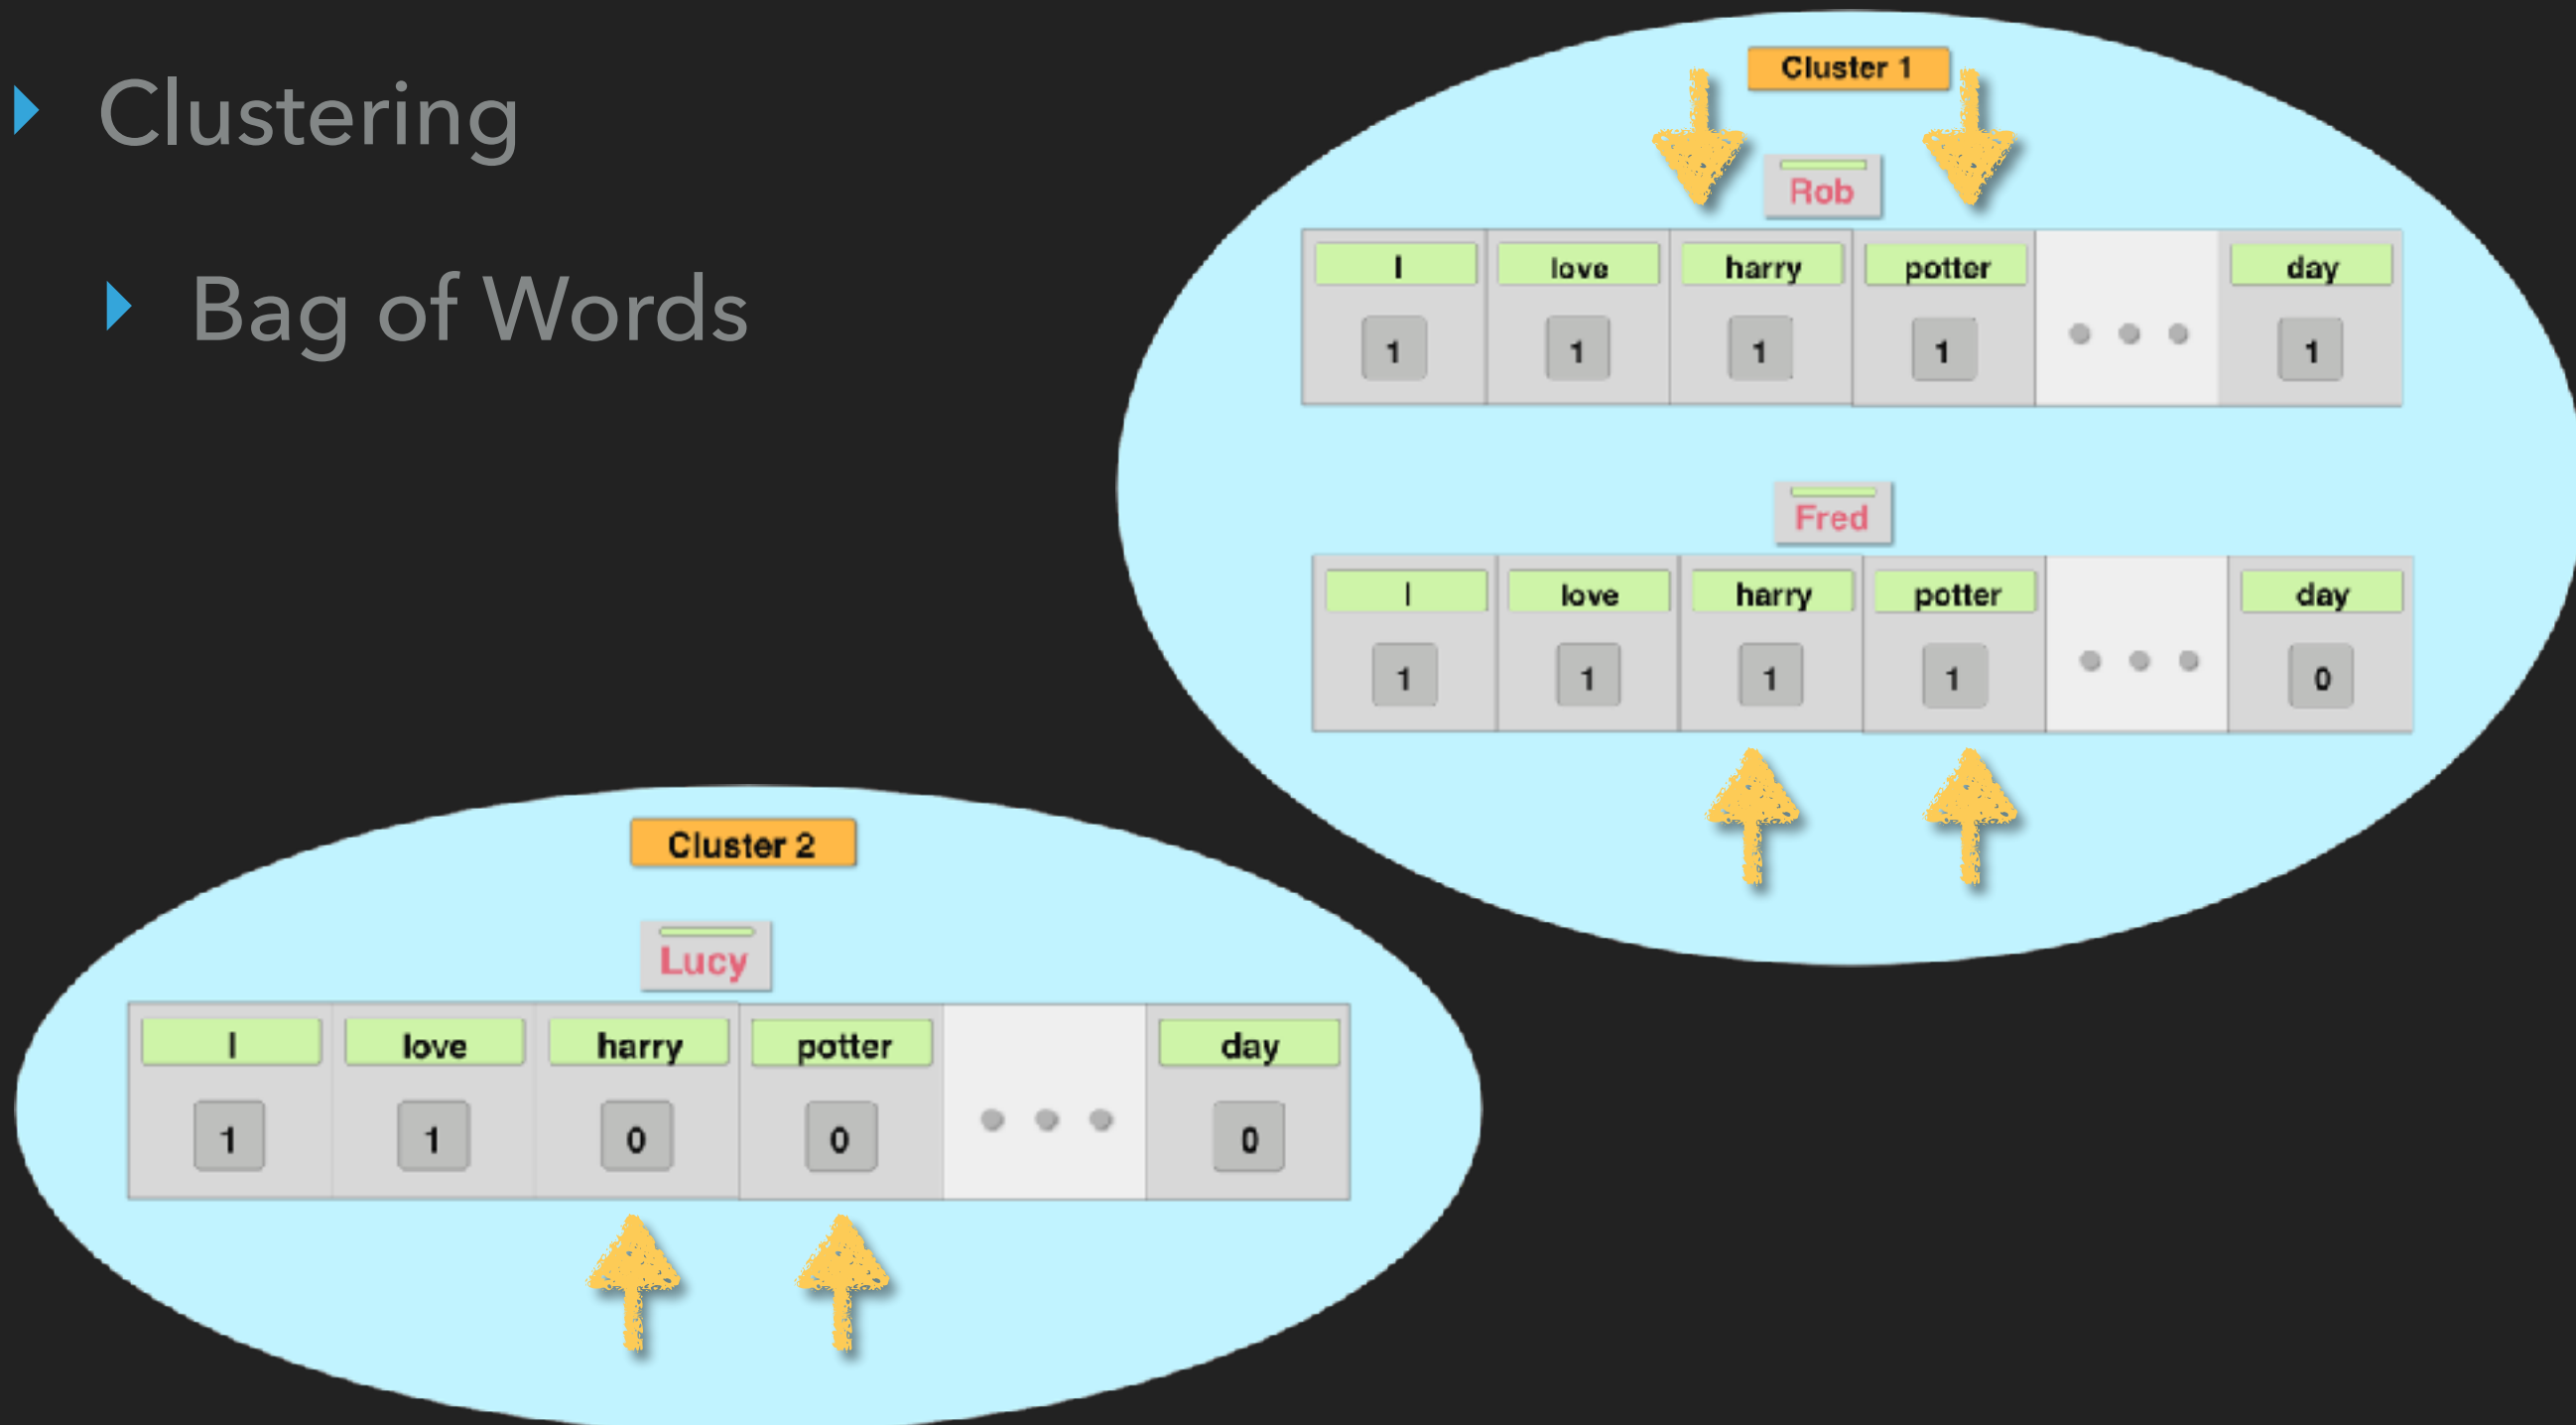 Clustering
Bag of Words
Cluster 1
Rob
I love harry potter day
1 1 1 1 1
Fred
I love harry potter day
1 1 1 1 0
Cluster 2
Lucy
I love harry potter day
1 1 0 0 0